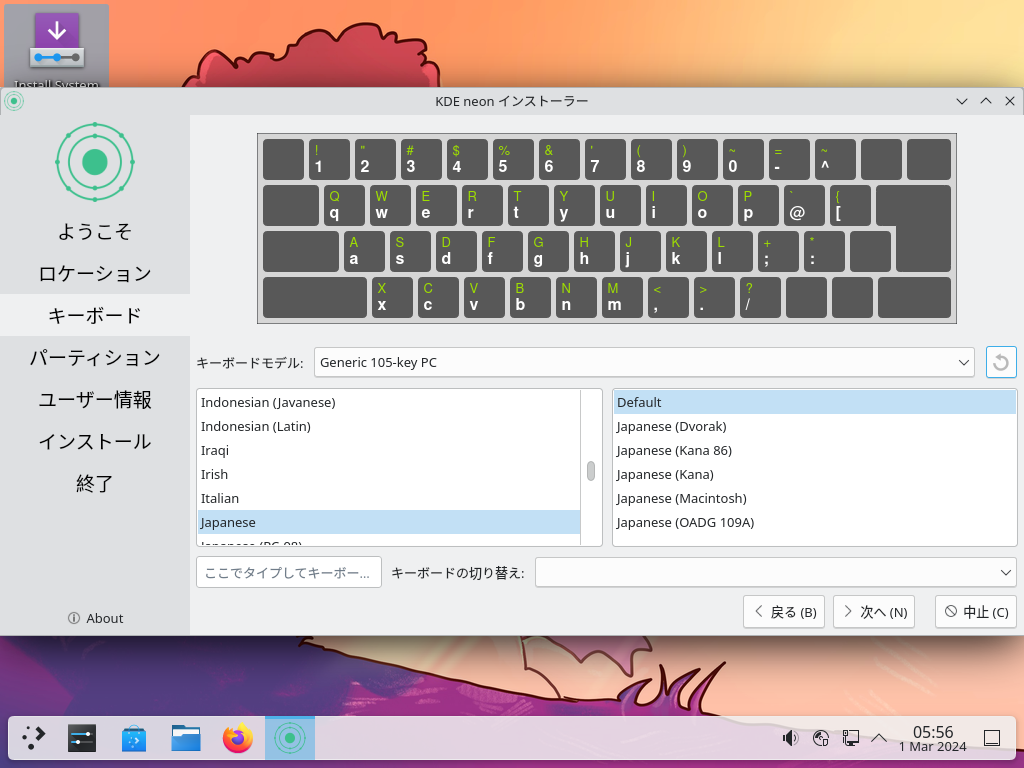 Install System
KDE neon インストーラー
! " # $ % & ' ( ) ~ = ~
1 2 3 4 5 6 7 8 9 0 - ^
Q W E R T Y U I O P ` {
q w e r t y u i o p @ [
A S D F G H J K L + *
a s d f g h j k l ; :
X C V B N M < > ?
x c v b n m , . /
ようこそ
ロケーション
キーボード
パーティション
ユーザー情報
インストール
終了
About
キーボードモデル: Generic 105-key PC
Indonesian (Javanese)
Indonesian (Latin)
Iraqi
Irish
Italian
Japanese
Japanese (PC-98)
Default
Japanese (Dvorak)
Japanese (Kana 86)
Japanese (Kana)
Japanese (Macintosh)
Japanese (OADG 109A)
ここでタイプしてキーボー... キーボードの切り替え:
戻る (B) 次へ (N) 中止 (C)
05:56
1 Mar 2024